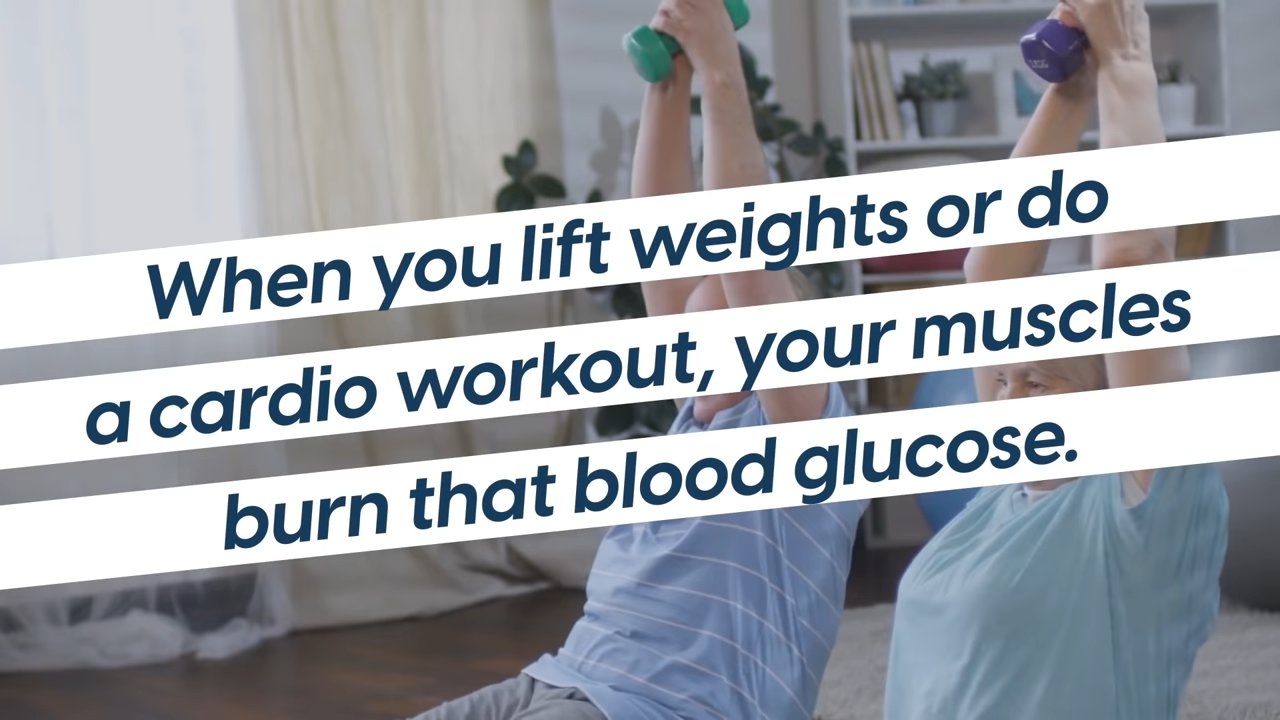 When you lift weights or do
a cardio workout, your muscles
burn that blood glucose.